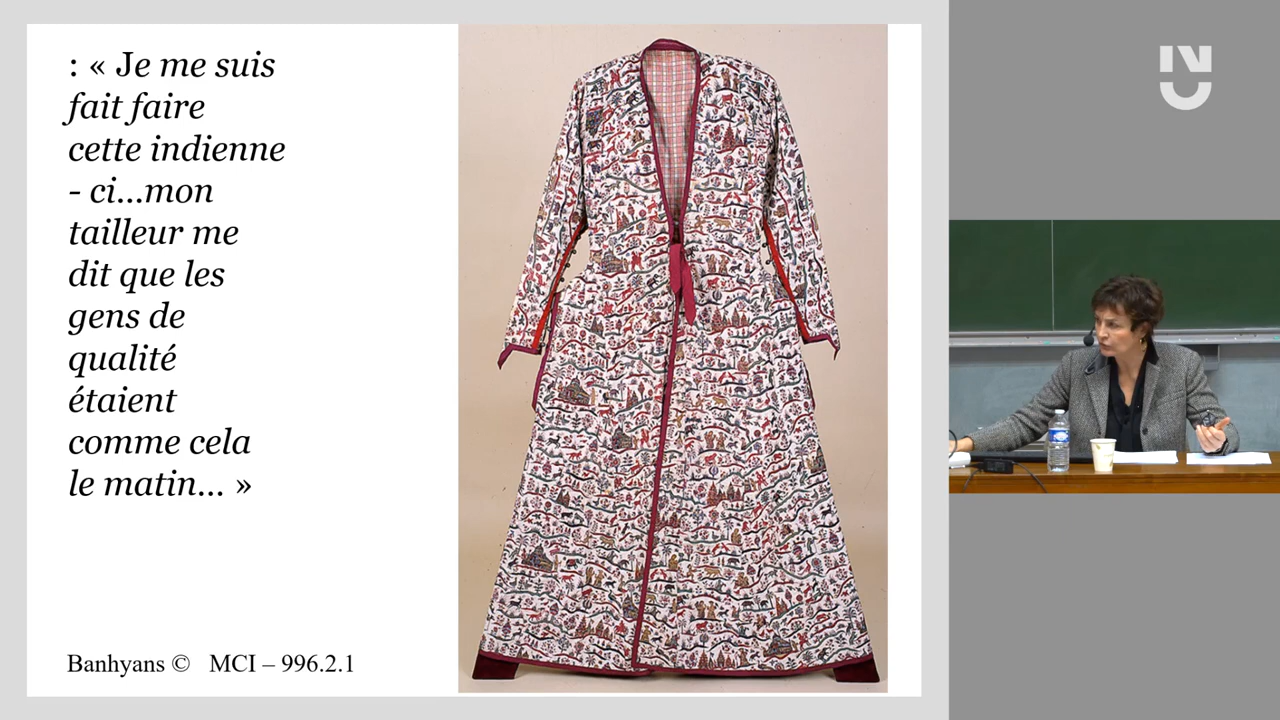 : « Je me suis
fait faire
cette indienne
- ci...mon
tailleur me
dit que les
gens de
qualité
étaient
comme cela
le matin... »
Banhyans © MCI – 996.2.1